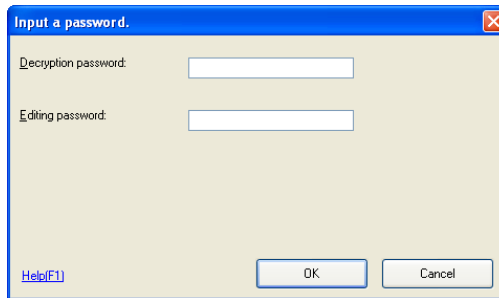 Input a password.
Decryption password:
Editing password:
Help(F1)
OK
Cancel